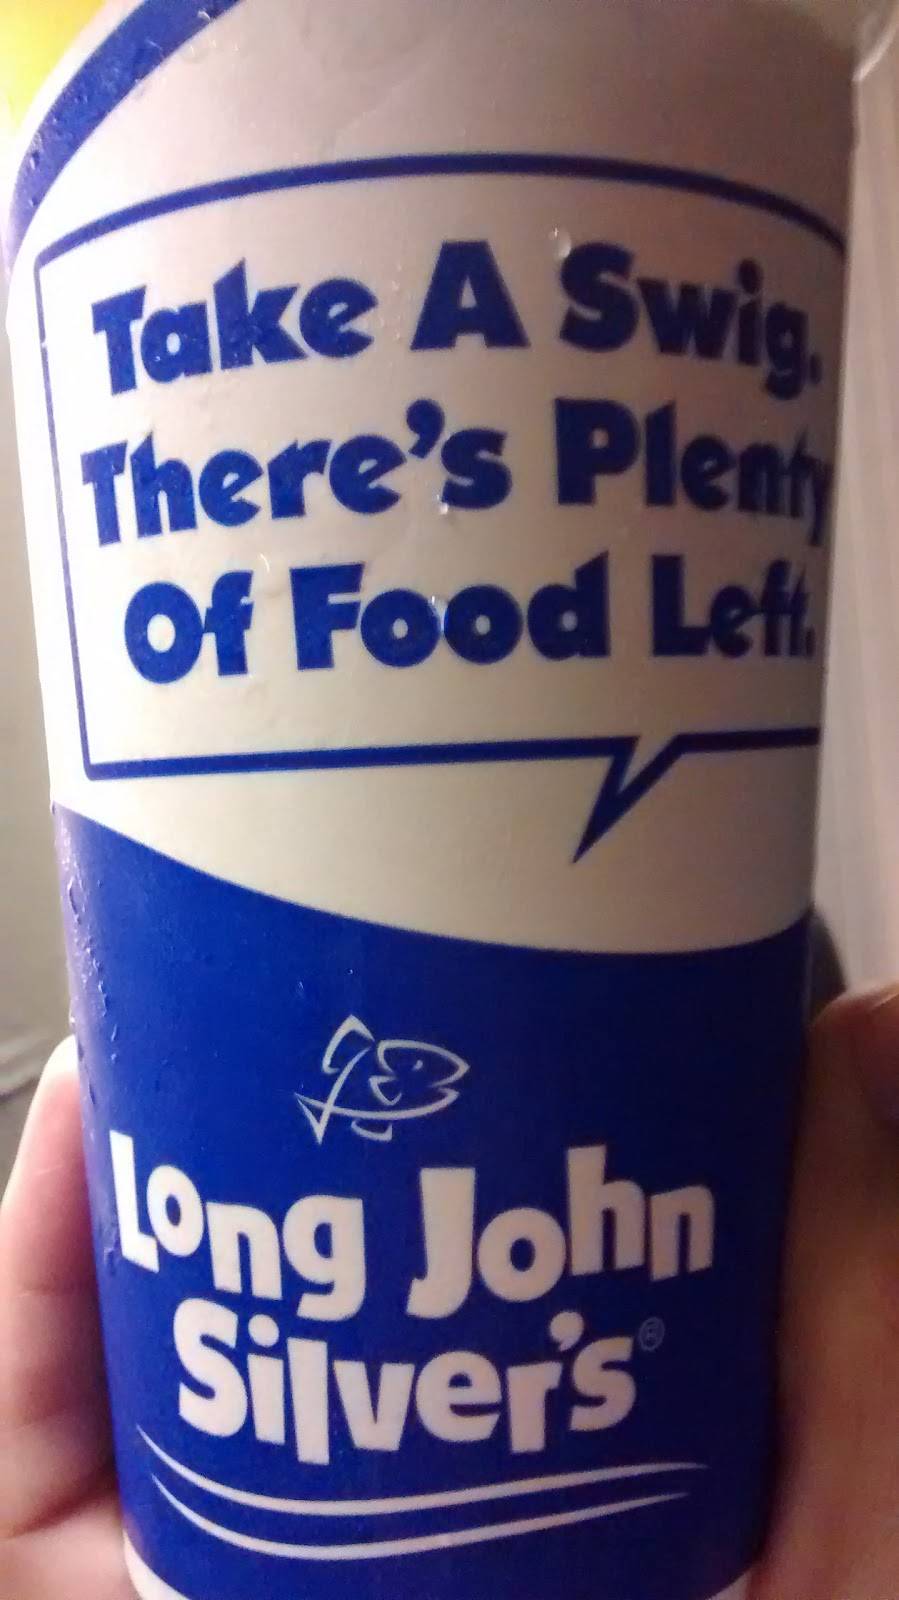 Take A Swig.
There's Plenty
Of Food Left.
Long John
Silver's®